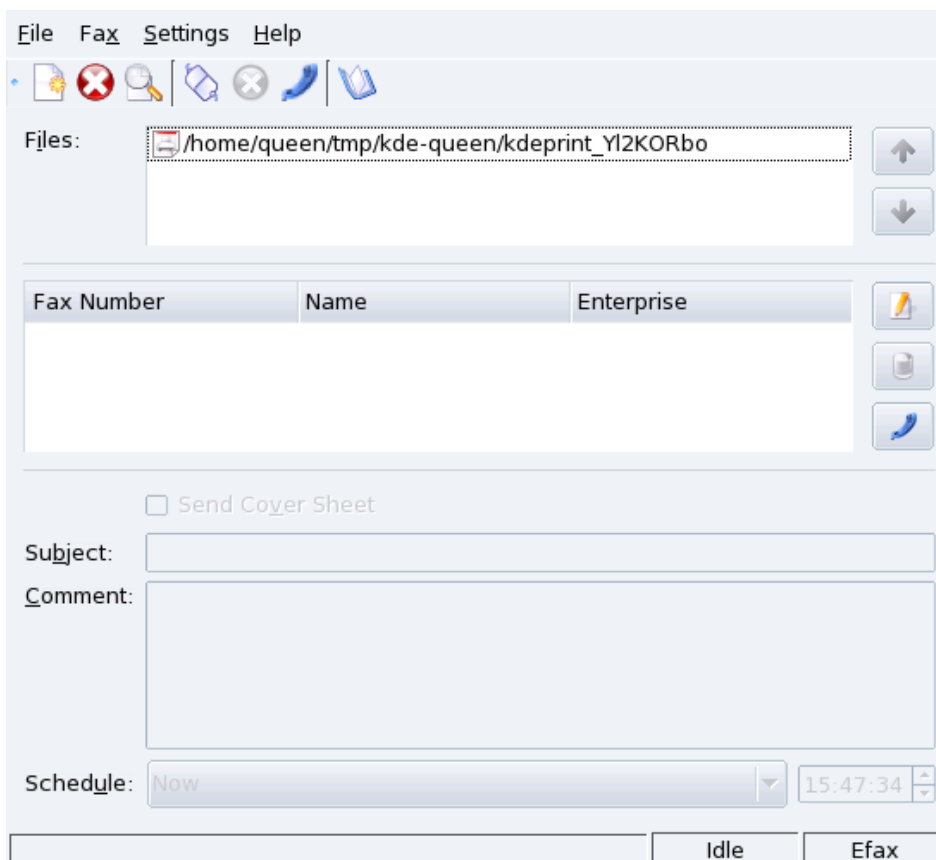 File Fax Settings Help
Files: /home/queen/tmp/kde-queen/kdeprint_Yl2KORbo
Fax Number Name Enterprise
Send Cover Sheet
Subject:
Comment:
Schedule: Now 15:47:34
Idle Efax